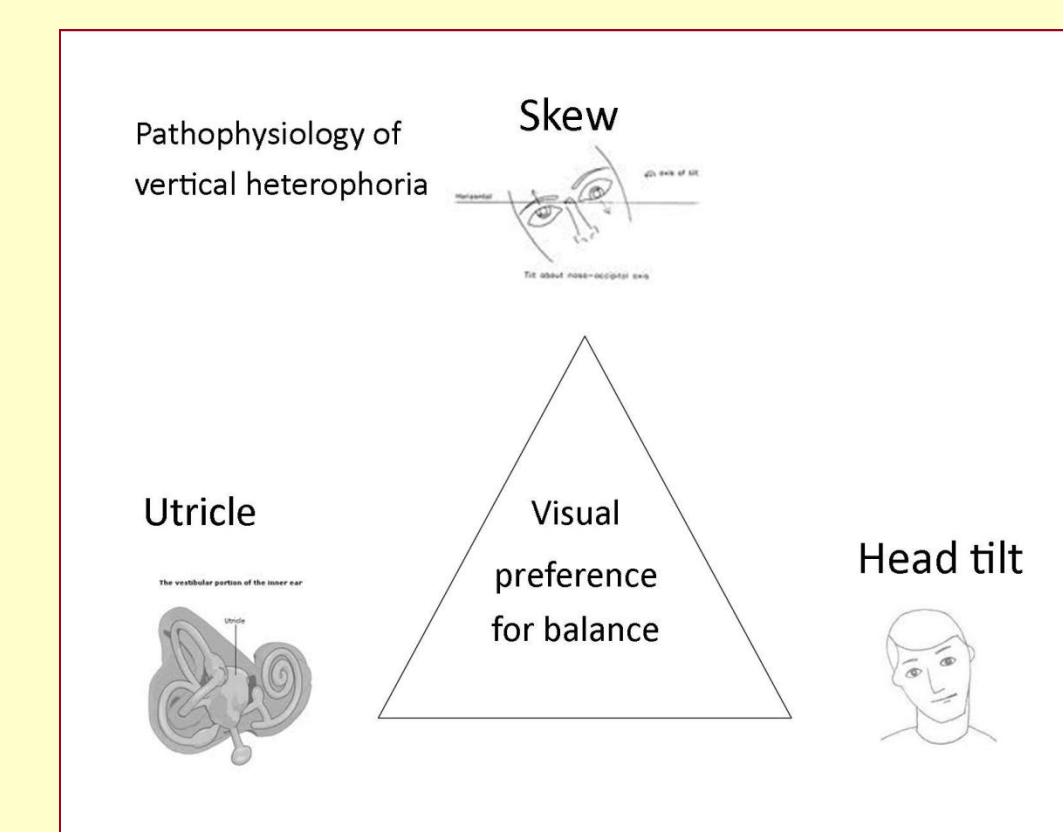 Pathophysiology of
vertical heterophoria
Skew
axis of tilt
Horizontal
Tilt about naso-occipital axis
Utricle
The vestibular portion of the inner ear
Utricle
Visual
preference
for balance
Head tilt